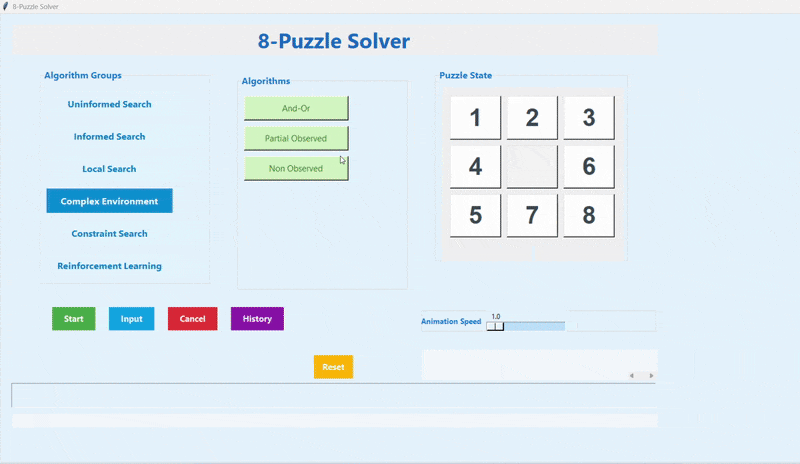 8-Puzzle Solver
8-Puzzle Solver
Algorithm Groups
Uninformed Search
Informed Search
Local Search
Complex Environment
Constraint Search
Reinforcement Learning
Algorithms
And-Or
Partial Observed
Non Observed
Puzzle State
1 2 3
4 6
5 7 8
Start Input Cancel History
Animation Speed 1.0
Reset